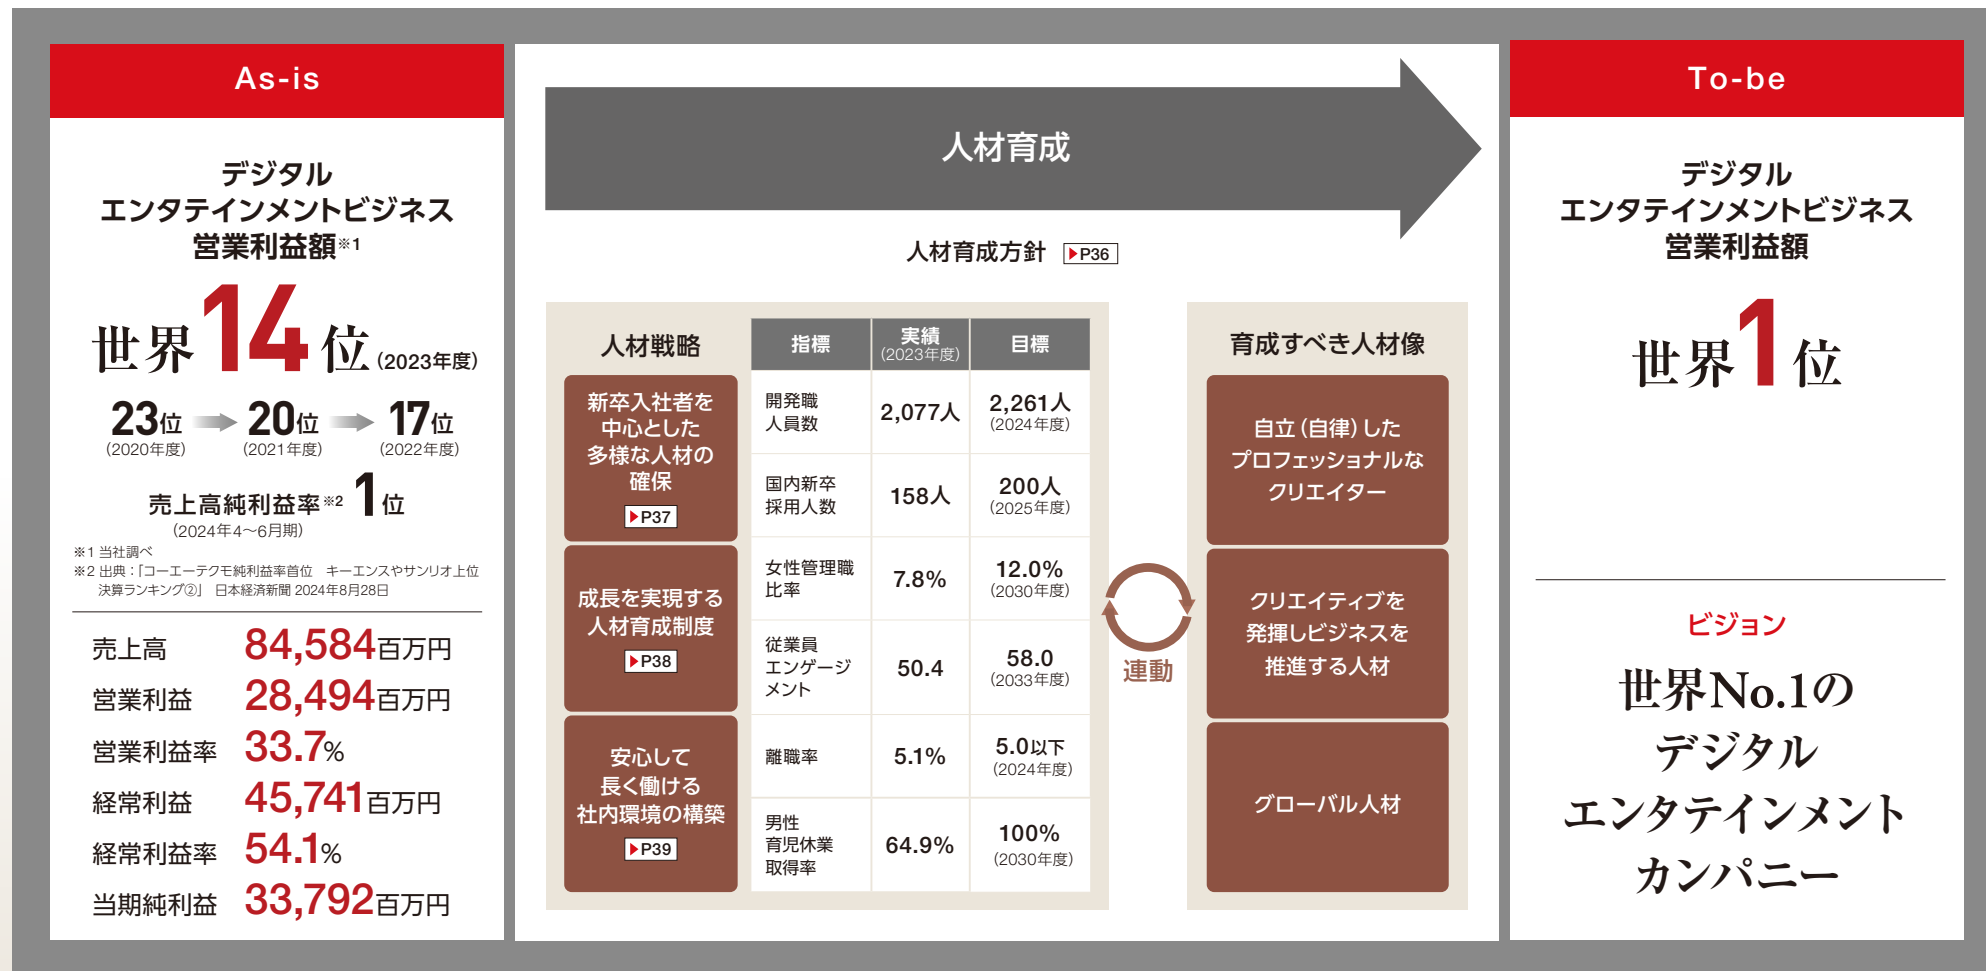 As-is
デジタル
エンタテインメントビジネス
営業利益額※1
世界14位(2023年度)
23位 20位 17位
(2020年度) (2021年度) (2022年度)
売上高純利益率※2 1位
(2024年4〜6月期)
※1 当社調べ
※2 出典:「コーエーテクモ純利益率首位 キーエンスやサンリオ上位
決算ランキング②」 日本経済新聞 2024年8月28日
売上高 84,584百万円
営業利益 28,494百万円
営業利益率 33.7%
経常利益 45,741百万円
経常利益率 54.1%
当期純利益 33,792百万円
人材育成
人材育成方針 P36
人材戦略
新卒入社者を
中心とした
多様な人材の
確保
P37
成長を実現する
人材育成制度
P38
安心して
長く働ける
社内環境の構築
P39
指標 実績 目標
(2023年度)
開発職
人員数
2,077人
2,261人
(2024年度)
国内新卒
採用人数
158人
200人
(2025年度)
女性管理職
比率
7.8%
12.0%
(2030年度)
従業員
エンゲージ
メント
50.4
58.0
(2033年度)
離職率
5.1%
5.0以下
(2024年度)
男性
育児休業
取得率
64.9%
100%
(2030年度)
連動
育成すべき人材像
自立(自律)した
プロフェッショナルな
クリエイター
クリエイティブを
発揮しビジネスを
推進する人材
グローバル人材
To-be
デジタル
エンタテインメントビジネス
営業利益額
世界1位
ビジョン
世界No.1の
デジタル
エンタテインメント
カンパニー